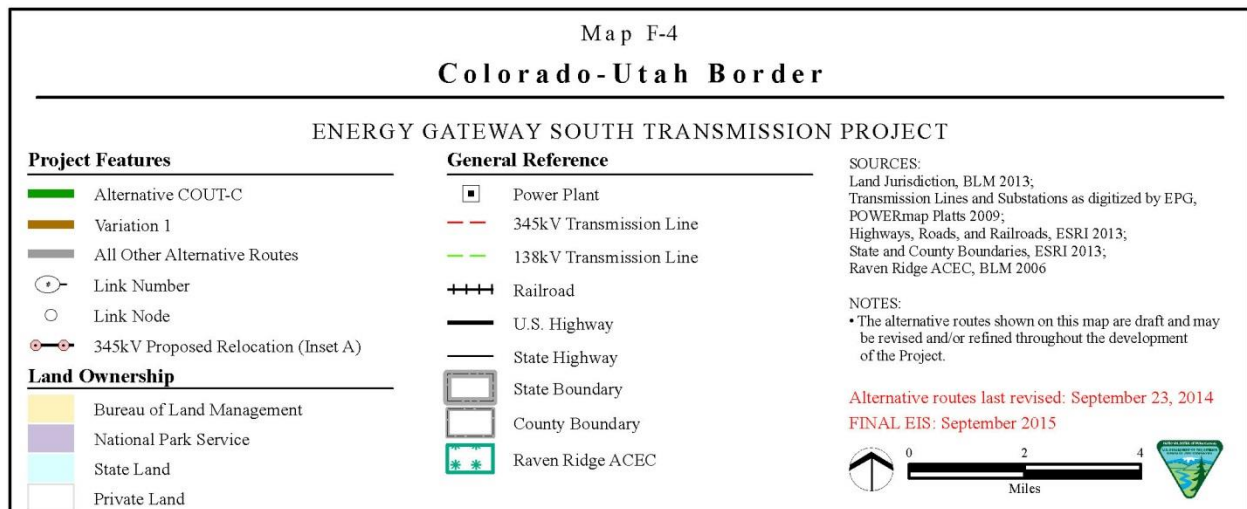 Map F-4
Colorado-Utah Border
ENERGY GATEWAY SOUTH TRANSMISSION PROJECT
Project Features
Alternative COUT-C
Variation 1
All Other Alternative Routes
Link Number
Link Node
345kV Proposed Relocation (Inset A)
Land Ownership
Bureau of Land Management
National Park Service
State Land
Private Land
General Reference
Power Plant
345kV Transmission Line
138kV Transmission Line
Railroad
U.S. Highway
State Highway
State Boundary
County Boundary
Raven Ridge ACEC
SOURCES:
Land Jurisdiction, BLM 2013;
Transmission Lines and Substations as digitized by EPG,
POWERmap Platts 2009;
Highways, Roads, and Railroads, ESRI 2013;
State and County Boundaries, ESRI 2013;
Raven Ridge ACEC, BLM 2006
NOTES:
• The alternative routes shown on this map are draft and may
be revised and/or refined throughout the development
of the Project.
Alternative routes last revised: September 23, 2014
FINAL EIS: September 2015
0 2 4
Miles